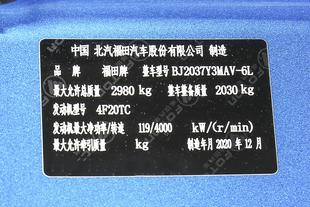 中国 北汽福田汽车股份有限公司 制造
品 牌 福田牌 整车型号 BJ2037Y3MAV-6L
最大允许总质量 2980 kg 整车整备质量 2030 kg
发动机型号 4F20TC
发动机最大净功率/转速 119/4000 kW/(r/min)
最大允许牵引质量 kg 制造年月 2020 年 12 月